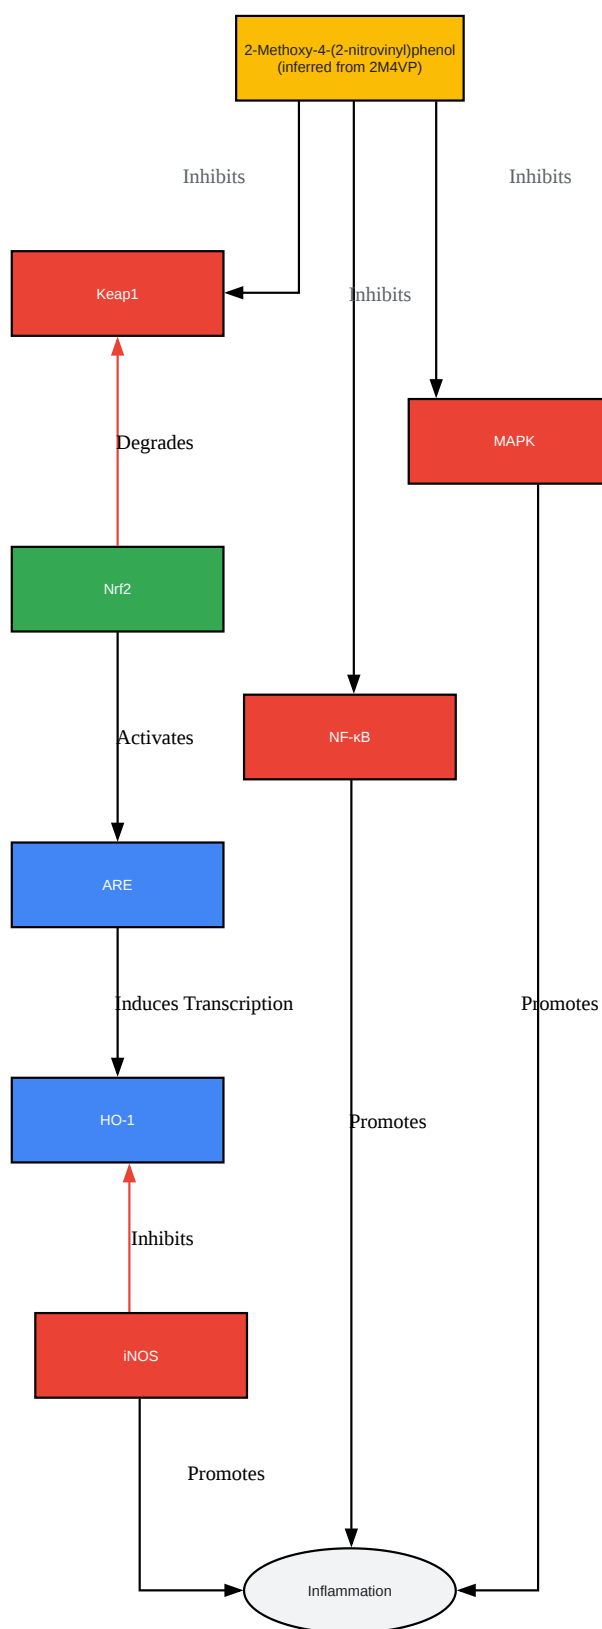 2-Methoxy-4-(2-nitrovinyl)phenol
(inferred from 2M4VP)
Inhibits
Inhibits
Keap1
Inhibits
Degrades
MAPK
Nrf2
Activates
NF-κB
ARE
Induces Transcription
Promotes
HO-1
Promotes
Inhibits
iNOS
Promotes
Inflammation